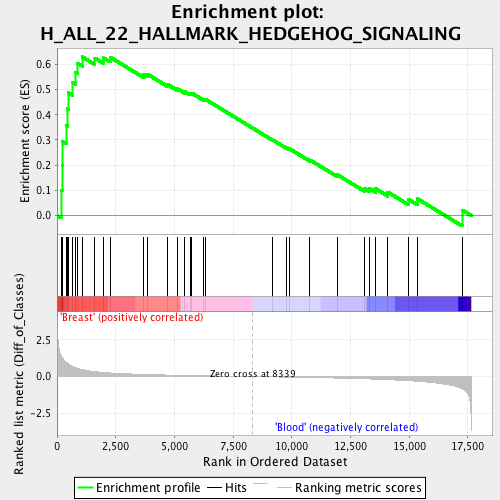 Enrichment plot:
H_ALL_22_HALLMARK_HEDGEHOG_SIGNALING
Enrichment score (ES)
0.6
0.5
0.4
0.3
0.2
0.1
0.0
'Breast' (positively correlated)
Ranked list metric (Diff_of_Classes)
2.5
0.0
-2.5
Zero cross at 8339
'Blood' (negatively correlated)
0
2,500
5,000
7,500
10,000
12,500
15,000
17,500
Rank in Ordered Dataset
Enrichment profile
Hits
Ranking metric scores